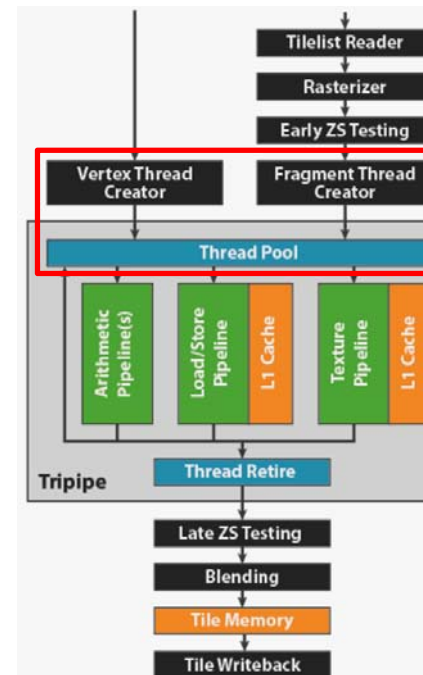 Tilelist Reader
Rasterizer
Early ZS Testing
Vertex Thread
Creator
Fragment Thread
Creator
Thread Pool
Arithmetic
Pipeline(s)
Load/Store
Pipeline
L1 Cache
Texture
Pipeline
L1 Cache
Thread Retire
Tripipe
Late ZS Testing
Blending
Tile Memory
Tile Writeback